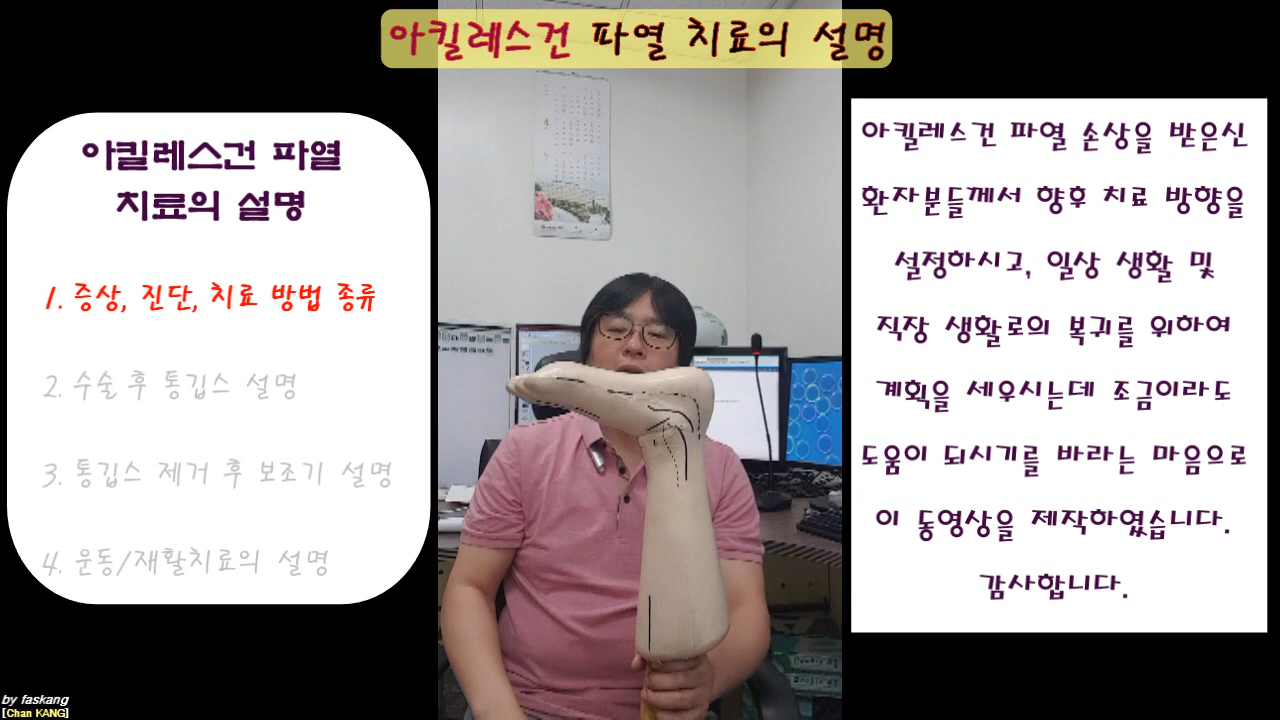 아킬레스건 파열 치료의 설명
아킬레스건 파열
치료의 설명
1. 증상, 진단, 치료 방법 종류
2. 수술 후 통깁스 설명
3. 통깁스 제거 후 보조기 설명
4. 운동/재활치료의 설명
아킬레스건 파열 손상을 받은신
환자분들께서 향후 치료 방향을
설정하시고, 일상 생활 및
직장 생활로의 복귀를 위하여
계획을 세우시는데 조금이라도
도움이 되시기를 바라는 마음으로
이 동영상을 제작하였습니다.
감사합니다.
by faskang
[Chan KANG]